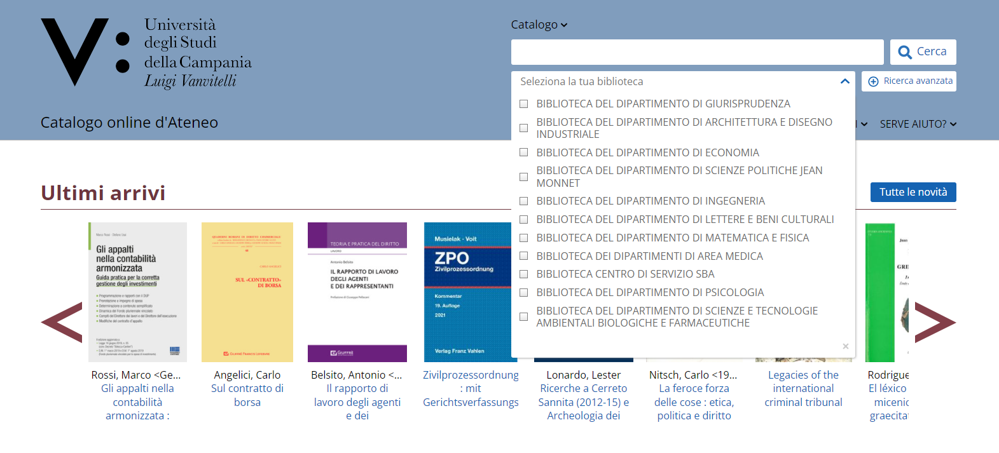 Università
degli Studi
della Campania
Luigi Vanvitelli
Catalogo online d'Ateneo
Catalogo
Cerca
Seleziona la tua biblioteca
Ricerca avanzata
BIBLIOTECA DEL DIPARTIMENTO DI GIURISPRUDENZA
BIBLIOTECA DEL DIPARTIMENTO DI ARCHITETTURA E DISEGNO
INDUSTRIALE
BIBLIOTECA DEL DIPARTIMENTO DI ECONOMIA
BIBLIOTECA DEL DIPARTIMENTO DI SCIENZE POLITICHE JEAN
MONNET
BIBLIOTECA DEL DIPARTIMENTO DI INGEGNERIA
BIBLIOTECA DEL DIPARTIMENTO DI LETTERE E BENI CULTURALI
BIBLIOTECA DEL DIPARTIMENTO DI MATEMATICA E FISICA
BIBLIOTECA DEI DIPARTIMENTI DI AREA MEDICA
BIBLIOTECA CENTRO DI SERVIZIO SBA
BIBLIOTECA DEL DIPARTIMENTO DI PSICOLOGIA
BIBLIOTECA DEL DIPARTIMENTO DI SCIENZE E TECNOLOGIE
AMBIENTALI BIOLOGICHE E FARMACEUTICHE
SERVE AIUTO?
Ultimi arrivi
Tutte le novità
Gli appalti
nella contabilità
armonizzata
Guida pratica per la corretta
gestione degli investimenti
SUL «CONTRATTO»
DI BORSA
GIUFFRÈ FRANCIS LEFEBVRE
TEORIA E PRATICA DEL DIRITTO
LAVORO
Antonio Belsito
IL RAPPORTO DI LAVORO
DEGLI AGENTI
E DEI RAPPRESENTANTI
GIUFFRÈ
Musielak · Voit
ZPO
Zivilprozessordnung
Kommentar
19. Auflage
2021
Verlag Franz Vahlen
Rossi, Marco <Ge...
Gli appalti nella
contabilità
armonizzata :
Angelici, Carlo
Sul contratto di
borsa
Belsito, Antonio <...
Il rapporto di
lavoro degli agenti
e dei
Zivilprozessordnung
: mit
Gerichtsverfassungs
Lonardo, Lester
Ricerche a Cerreto
Sannita (2012-15) e
Archeologia dei
Nitsch, Carlo <19...
La feroce forza
delle cose : etica,
politica e diritto
Legacies of the
international
criminal tribunal
Rodrigue
El léxico
micenic
graecita